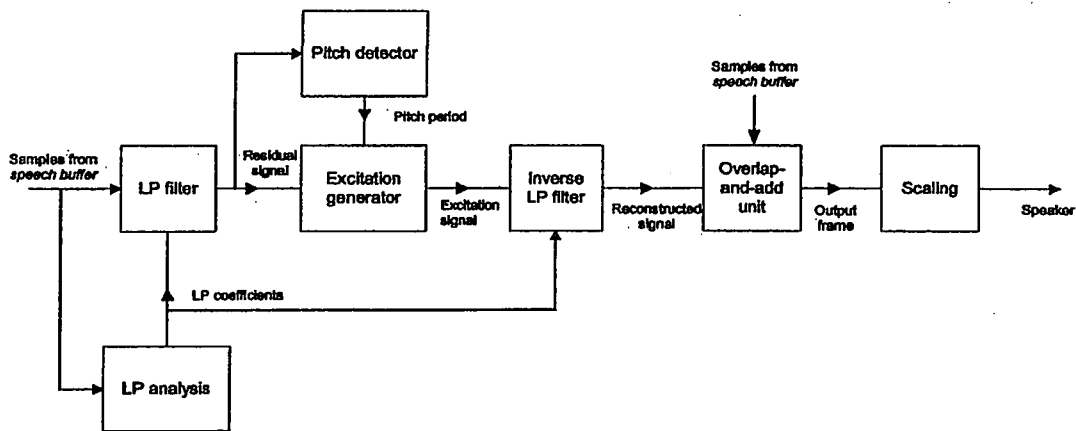 Pitch detector
Samples from
speech buffer
Pitch period
Samples from
speech buffer
LP filter
Residual
signal
Excitation
generator
Excitation
signal
Inverse
LP filter
Reconstructed
signal
Overlap-
and-add
unit
Output
frame
Scaling
Speaker
LP coefficients
LP analysis